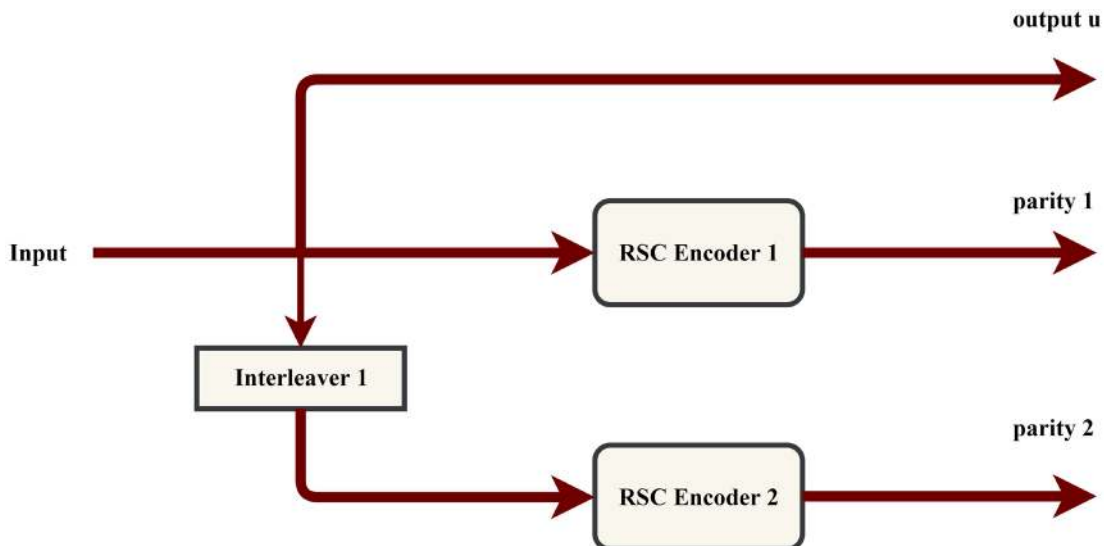 output u
parity 1
Input
RSC Encoder 1
Interleaver 1
parity 2
RSC Encoder 2